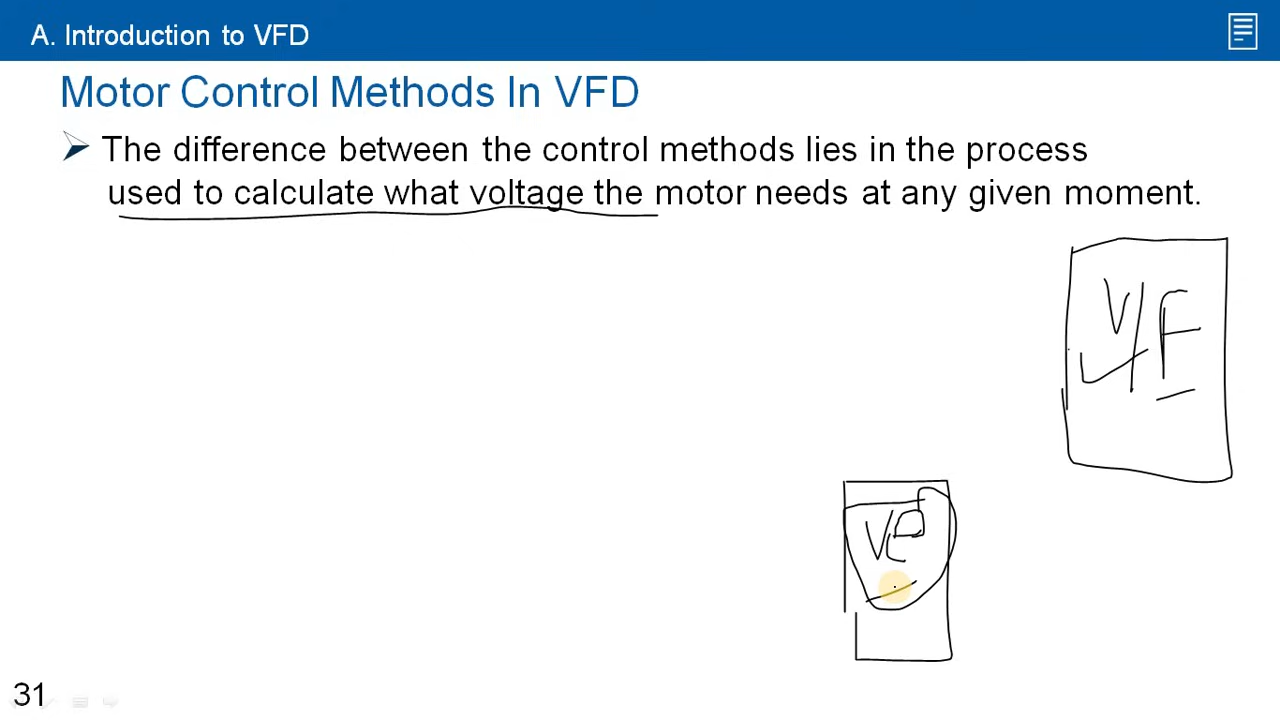 A. Introduction to VFD
Motor Control Methods In VFD
The difference between the control methods lies in the process
used to calculate what voltage the motor needs at any given moment.
V/F
31